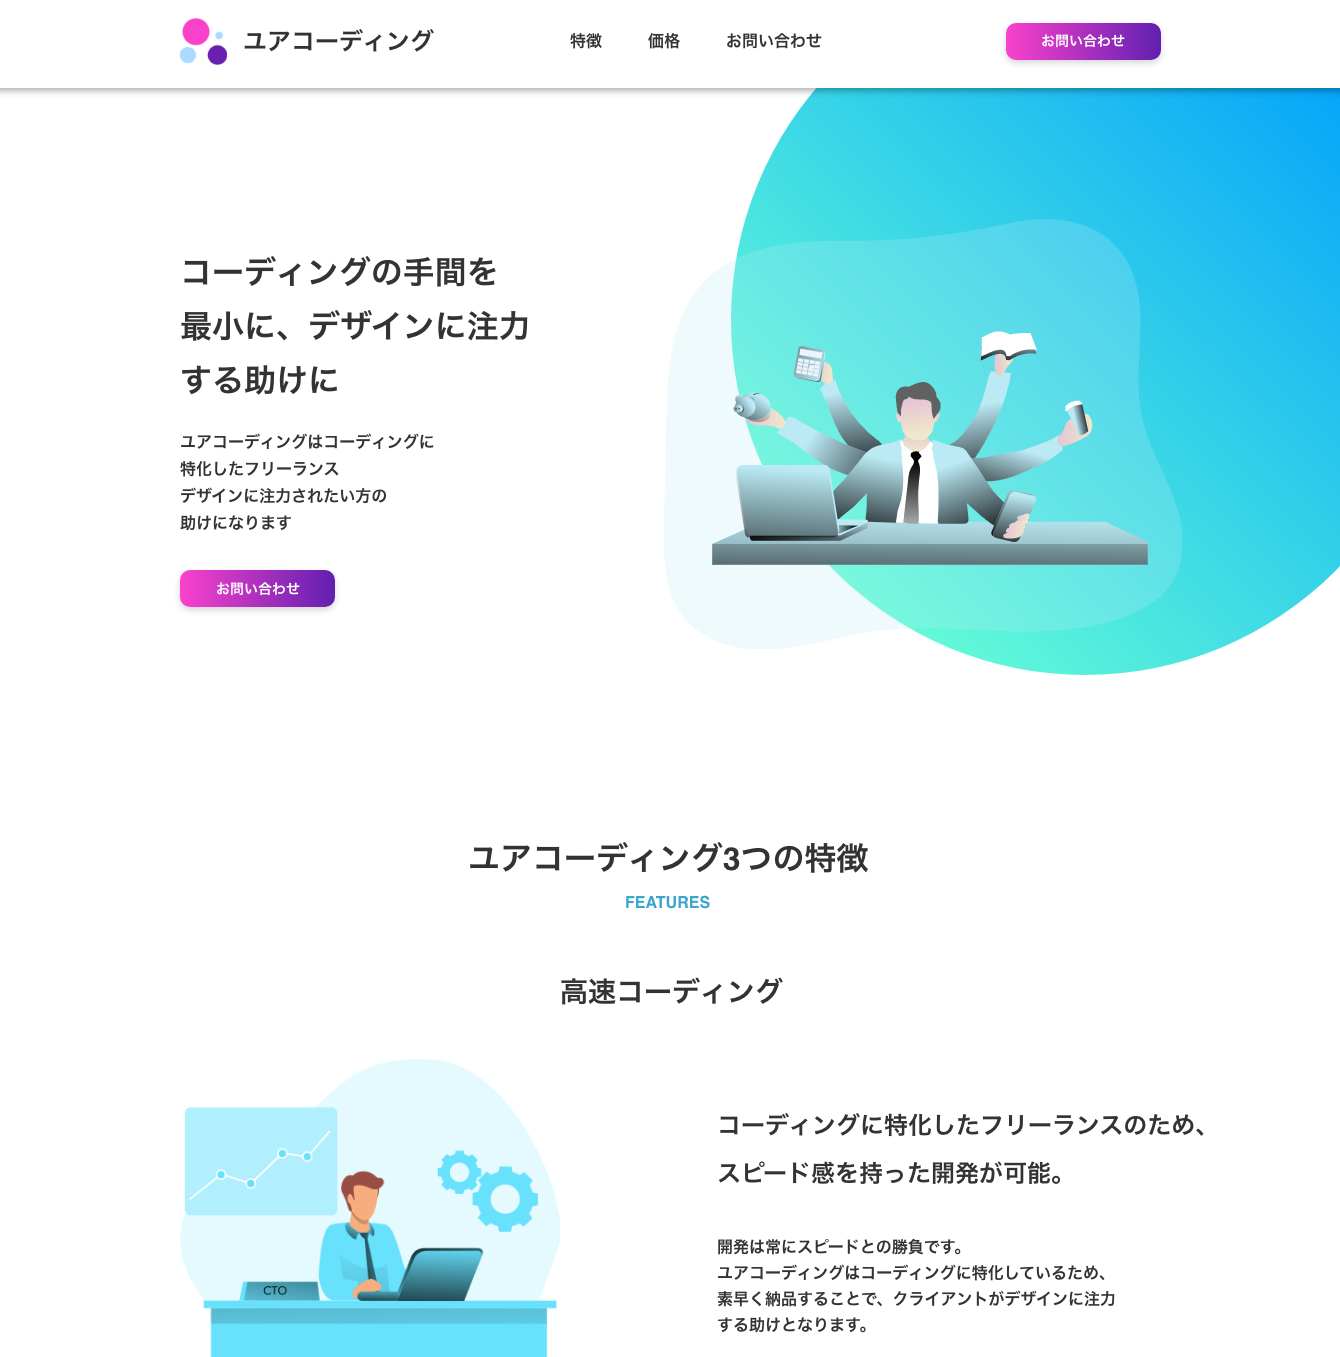 ユアコーディング
特徴
価格
お問い合わせ
お問い合わせ
コーディングの手間を
最小に、デザインに注力
する助けに
ユアコーディングはコーディングに
特化したフリーランス
デザインに注力されたい方の
助けになります
お問い合わせ
ユアコーディング3つの特徴
FEATURES
高速コーディング
コーディングに特化したフリーランスのため、
スピード感を持った開発が可能。
開発は常にスピードとの勝負です。
ユアコーディングはコーディングに特化しているため、
素早く納品することで、クライアントがデザインに注力
する助けとなります。
CTO